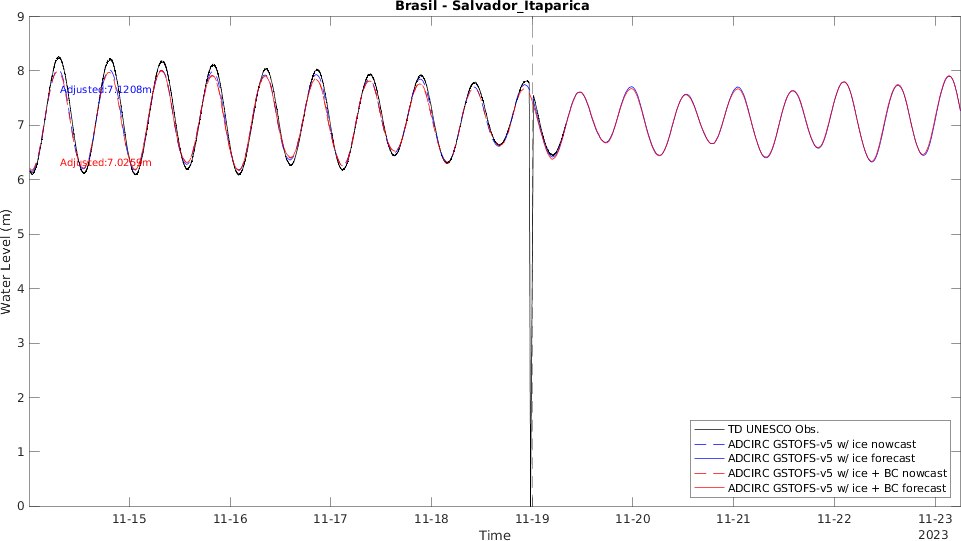 Brasil - Salvador_Itaparica
9
8
7
6
5
4
3
2
1
0
Water Level (m)
Adjusted:7.1208m
Adjusted:7.0259m
TD UNESCO Obs.
ADCIRC GSTOFS-v5 w/ ice nowcast
ADCIRC GSTOFS-v5 w/ ice forecast
ADCIRC GSTOFS-v5 w/ ice + BC nowcast
ADCIRC GSTOFS-v5 w/ ice + BC forecast
11-15 11-16 11-17 11-18 11-19 11-20 11-21 11-22 11-23
Time
2023